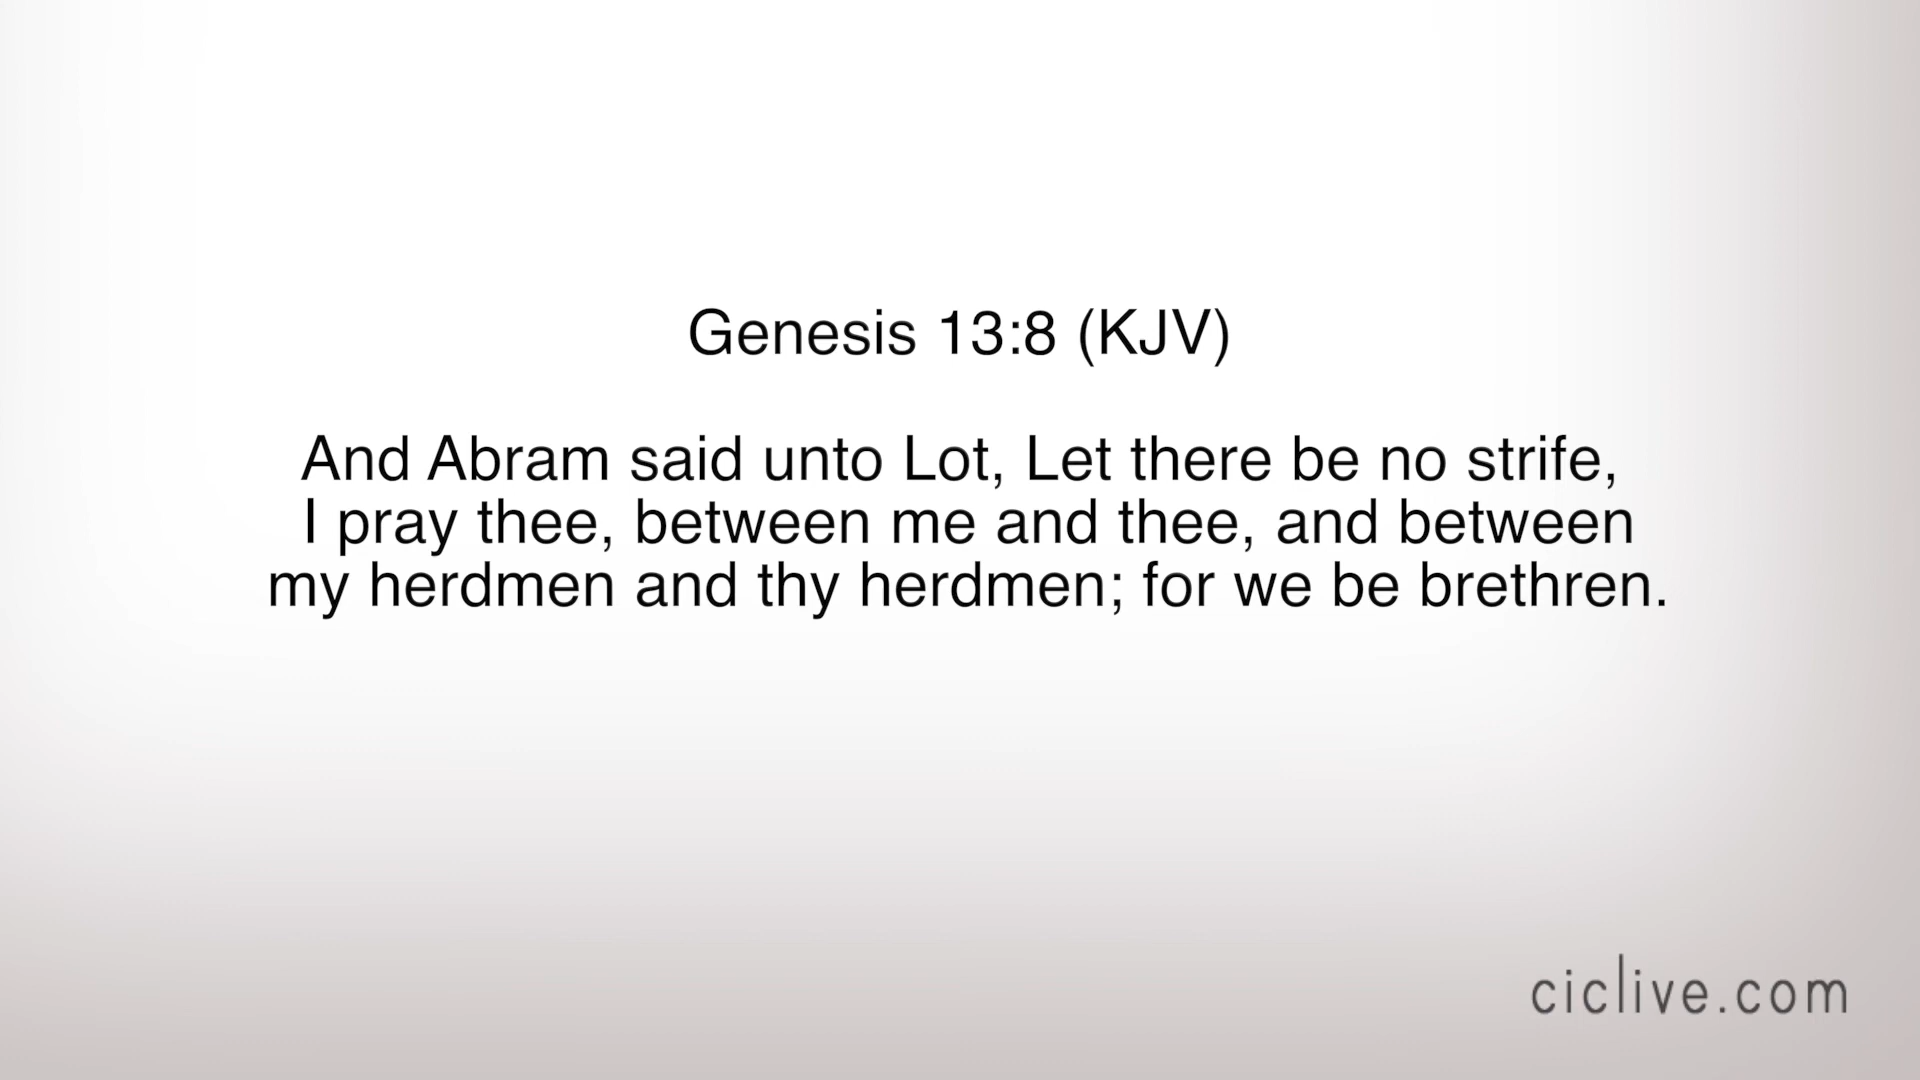 Genesis 13:8 (KJV)
And Abram said unto Lot, Let there be no strife,
I pray thee, between me and thee, and between
my herdmen and thy herdmen; for we be brethren.
ciclive.com